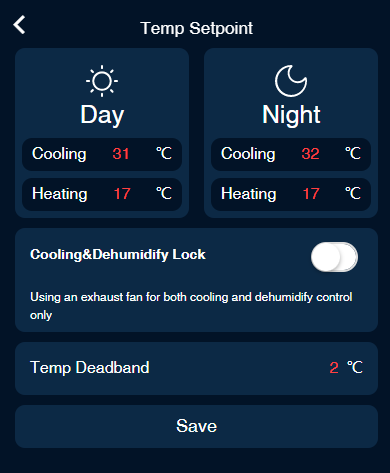 Temp Setpoint
Day
Night
Cooling 31 ℃
Cooling 32 ℃
Heating 17 ℃
Heating 17 ℃
Cooling&Dehumidify Lock
Using an exhaust fan for both cooling and dehumidify control
only
Temp Deadband 2 ℃
Save